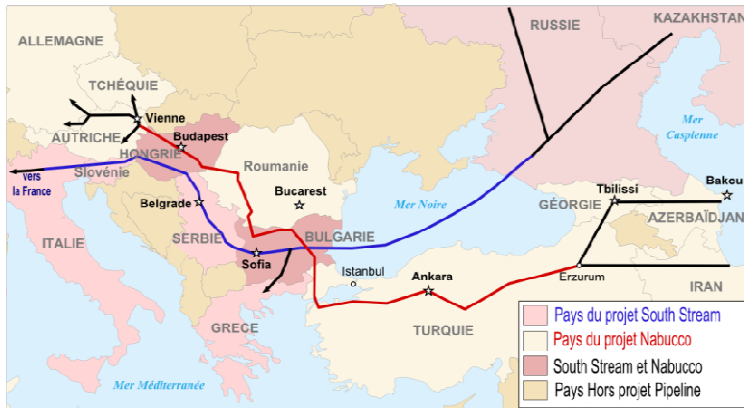 KAZAKHSTAN
RUSSIE
ALLEMAGNE
TCHÉQUIE
Vienne
Mer
Caspienne
AUTRICHE
Budapest
HONGRIE
Roumanie
Slovénie
vers
la France
Bucarest
Tbilissi
Bakou
Belgrade
Mer Noire
GÉORGIE
AZERBAÏDJAN
ITALIE
SERBIE
BULGARIE
Sofia
Istanbul
Ankara
Erzurum
IRAN
GRECE
TURQUIE
Mer Méditerranée
Pays du projet South Stream
Pays du projet Nabucco
South Stream et Nabucco
Pays Hors projet Pipeline